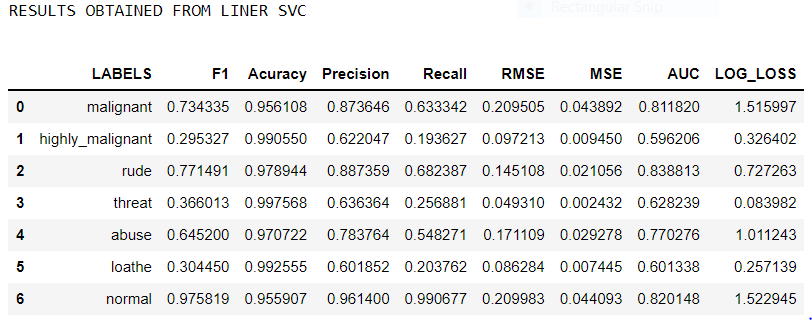 Rectangular Snip
RESULTS OBTAINED FROM LINER SVC
LABELS F1 Acuracy Precision Recall RMSE MSE AUC LOG_LOSS
0 malignant 0.734335 0.956108 0.873646 0.633342 0.209505 0.043892 0.811820 1.515997
1 highly_malignant 0.295327 0.990550 0.622047 0.193627 0.097213 0.009450 0.596206 0.326402
2 rude 0.771491 0.978944 0.887359 0.682387 0.145108 0.021056 0.838813 0.727263
3 threat 0.366013 0.997568 0.636364 0.256881 0.049310 0.002432 0.628239 0.083982
4 abuse 0.645200 0.970722 0.783764 0.548271 0.171109 0.029278 0.770276 1.011243
5 loathe 0.304450 0.992555 0.601852 0.203762 0.086284 0.007445 0.601338 0.257139
6 normal 0.975819 0.955907 0.961400 0.990677 0.209983 0.044093 0.820148 1.522945